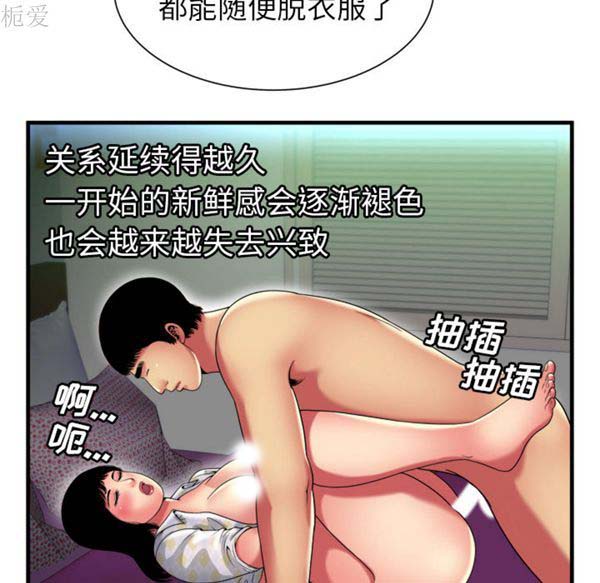 栀爱
都能随便脱衣服了
关系延续得越久
一开始的新鲜感会逐渐褪色
也会越来越失去兴致
抽插
抽插
啊...
呃...